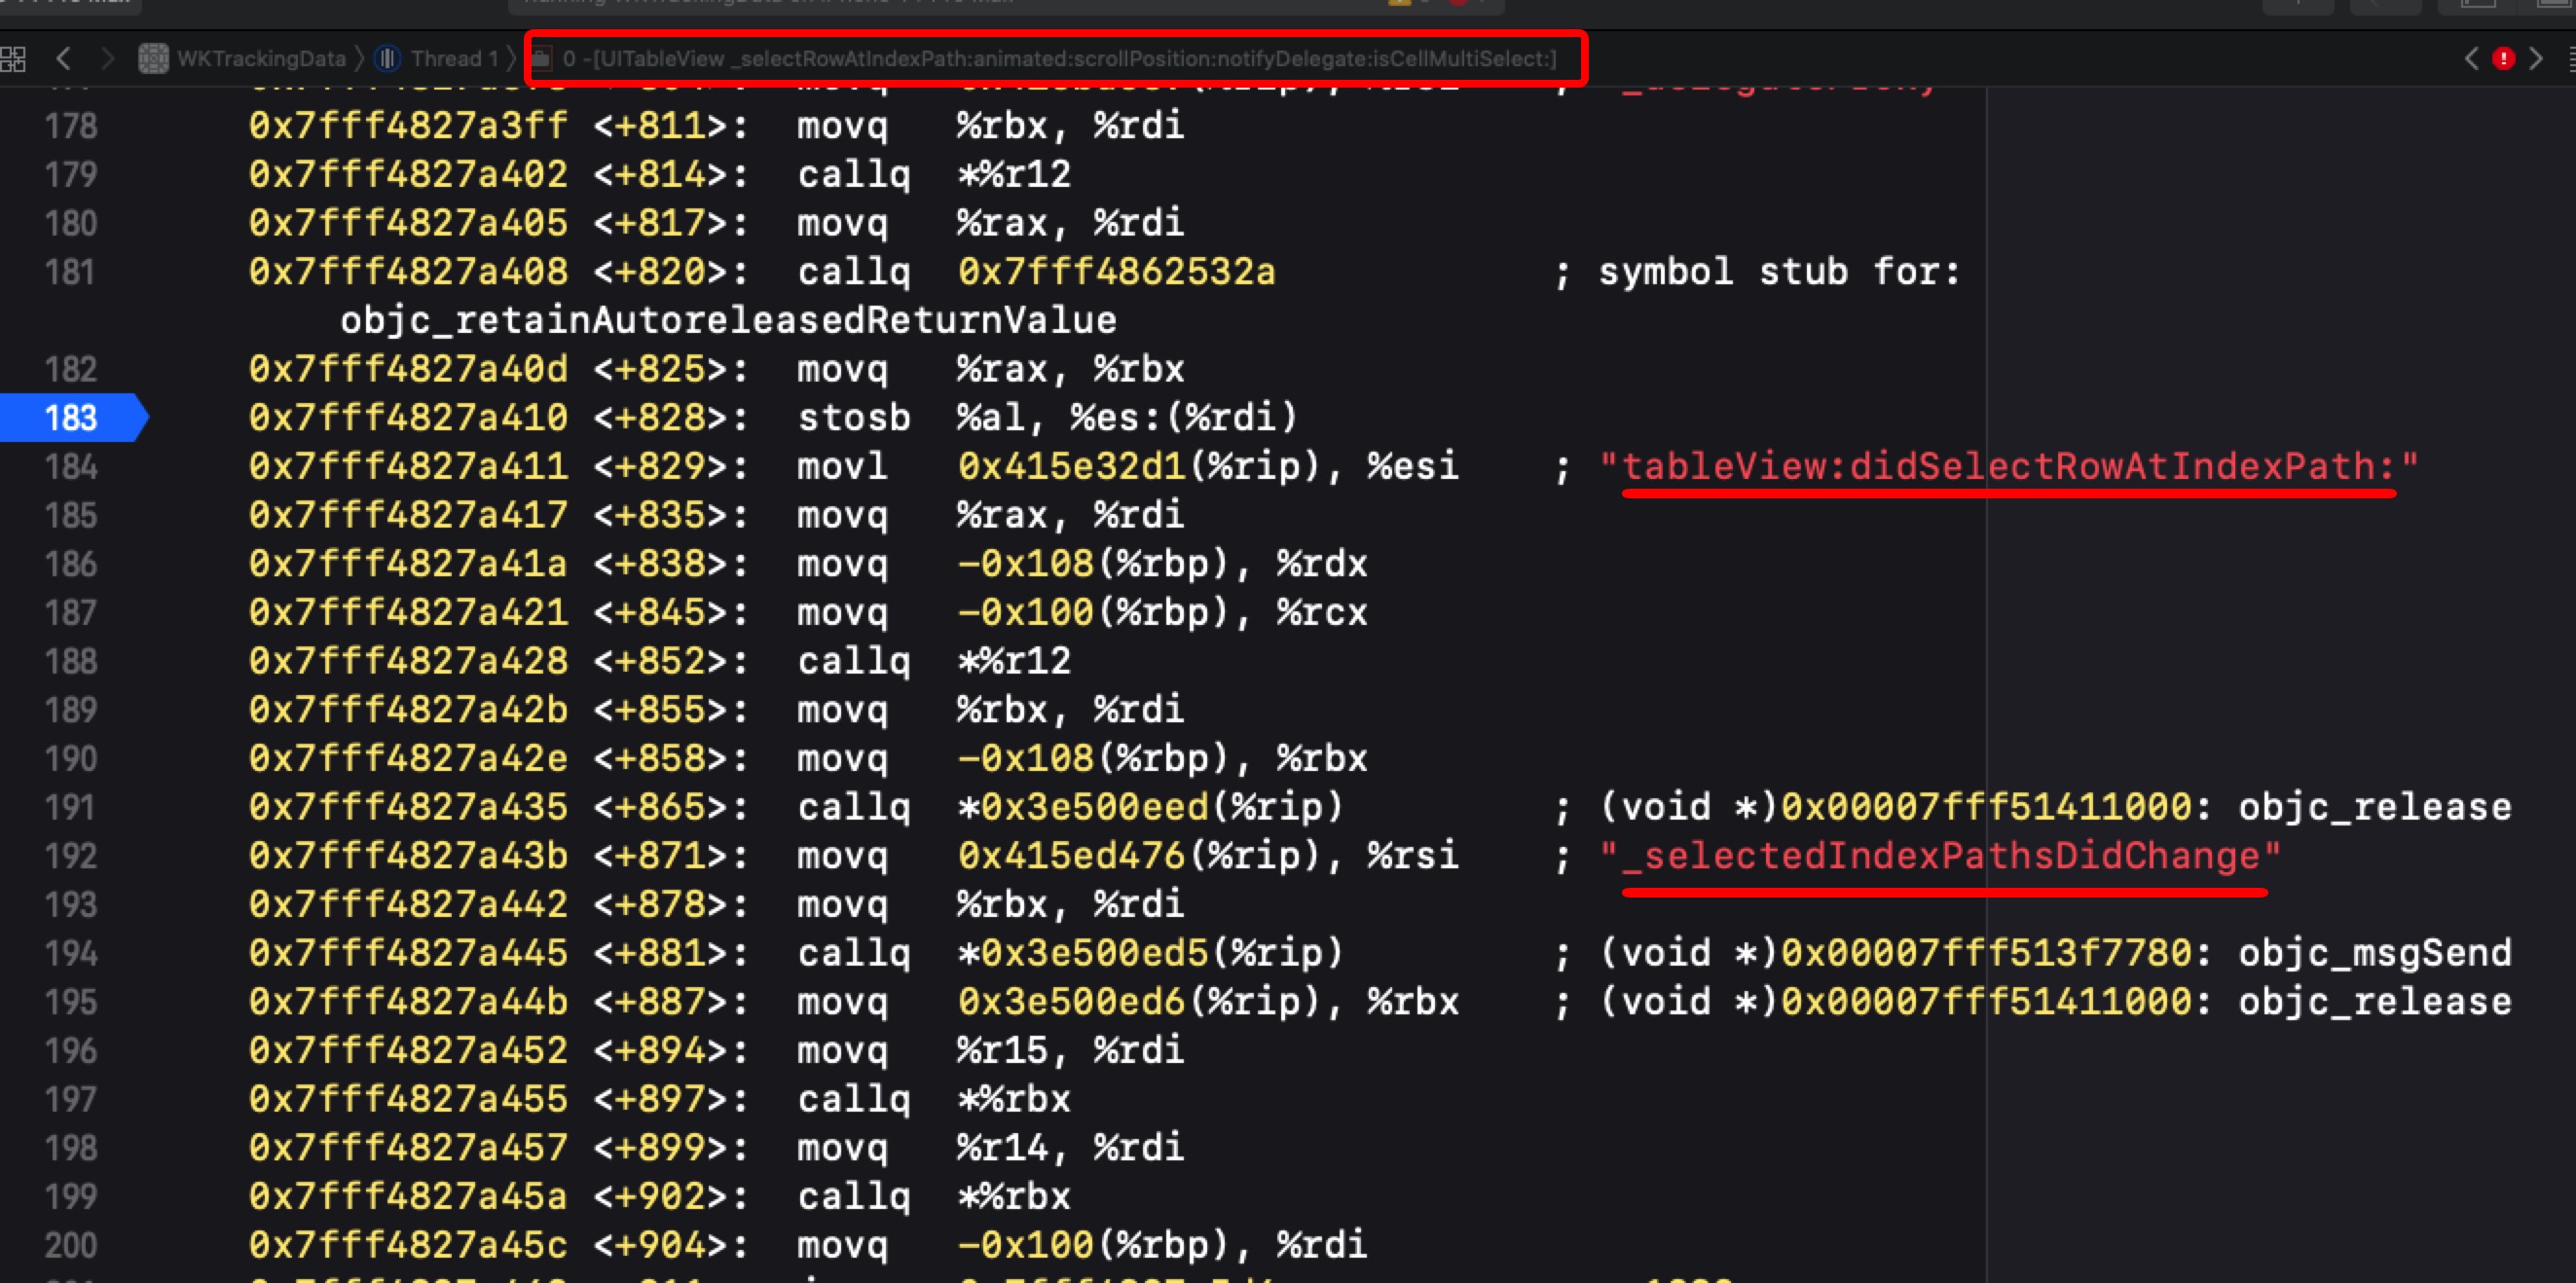 WKTrackingData 〉 Thread 1 〉 0 -[UITableView _selectRowAtIndexPath:animated:scrollPosition:notifyDelegate:isCellMultiSelect:]
178 0x7fff4827a3ff <+811>: movq %rbx, %rdi
179 0x7fff4827a402 <+814>: callq *%r12
180 0x7fff4827a405 <+817>: movq %rax, %rdi
181 0x7fff4827a408 <+820>: callq 0x7fff4862532a ; symbol stub for:
objc_retainAutoreleasedReturnValue
182 0x7fff4827a40d <+825>: movq %rax, %rbx
183 0x7fff4827a410 <+828>: stosb %al, %es:(%rdi)
184 0x7fff4827a411 <+829>: movl 0x415e32d1(%rip), %esi ; "tableView:didSelectRowAtIndexPath:"
185 0x7fff4827a417 <+835>: movq %rax, %rdi
186 0x7fff4827a41a <+838>: movq -0x108(%rbp), %rdx
187 0x7fff4827a421 <+845>: movq -0x100(%rbp), %rcx
188 0x7fff4827a428 <+852>: callq *%r12
189 0x7fff4827a42b <+855>: movq %rbx, %rdi
190 0x7fff4827a42e <+858>: movq -0x108(%rbp), %rbx
191 0x7fff4827a435 <+865>: callq *0x3e500eed(%rip) ; (void *)0x00007fff51411000: objc_release
192 0x7fff4827a43b <+871>: movq 0x415ed476(%rip), %rsi ; "_selectedIndexPathsDidChange"
193 0x7fff4827a442 <+878>: movq %rbx, %rdi
194 0x7fff4827a445 <+881>: callq *0x3e500ed5(%rip) ; (void *)0x00007fff513f7780: objc_msgSend
195 0x7fff4827a44b <+887>: movq 0x3e500ed6(%rip), %rbx ; (void *)0x00007fff51411000: objc_release
196 0x7fff4827a452 <+894>: movq %r15, %rdi
197 0x7fff4827a455 <+897>: callq *%rbx
198 0x7fff4827a457 <+899>: movq %r14, %rdi
199 0x7fff4827a45a <+902>: callq *%rbx
200 0x7fff4827a45c <+904>: movq -0x100(%rbp), %rdi